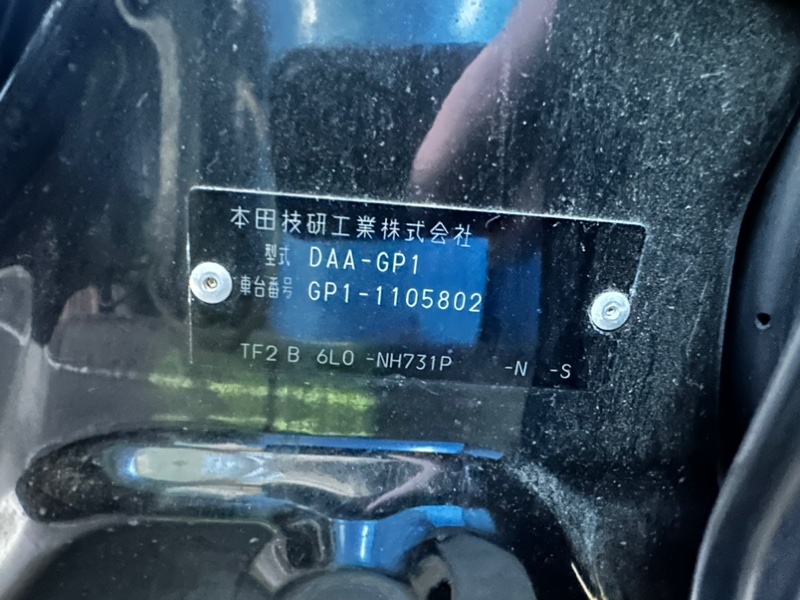 本田技研工業株式会社
型式 DAA-GP1
車台番号 GP1-1105802
TF2 B 6L0 -NH731P -N -S